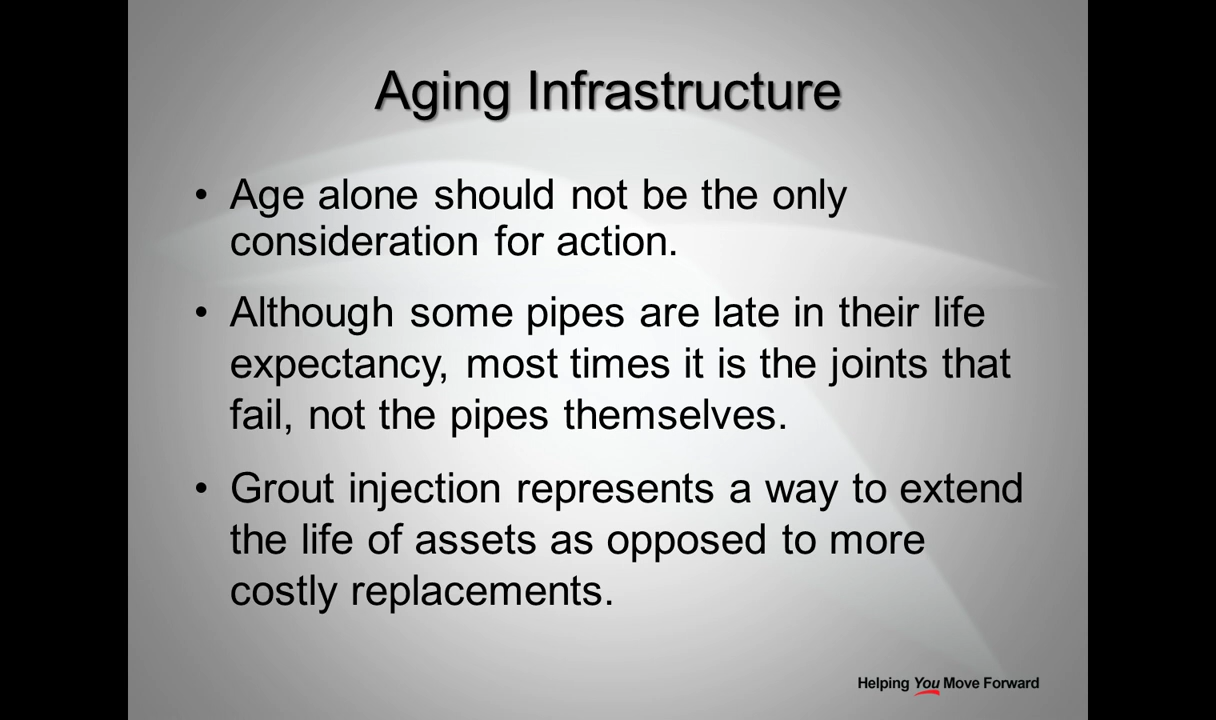 Aging Infrastructure
• Age alone should not be the only
consideration for action.
• Although some pipes are late in their life
expectancy, most times it is the joints that
fail, not the pipes themselves.
• Grout injection represents a way to extend
the life of assets as opposed to more
costly replacements.
Helping You Move Forward